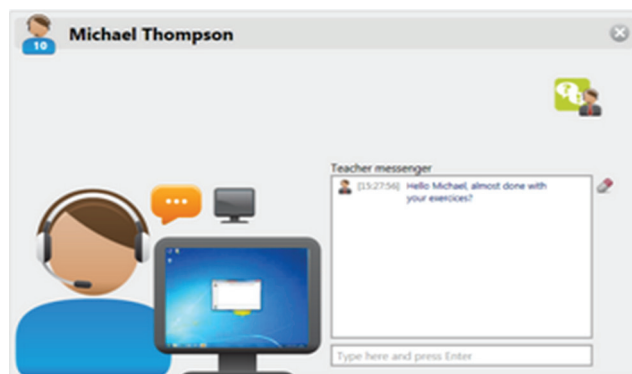 Michael Thompson
10
Teacher messenger
[15:27:56] Hello Michael, almost done with
your exercices?
Type here and press Enter